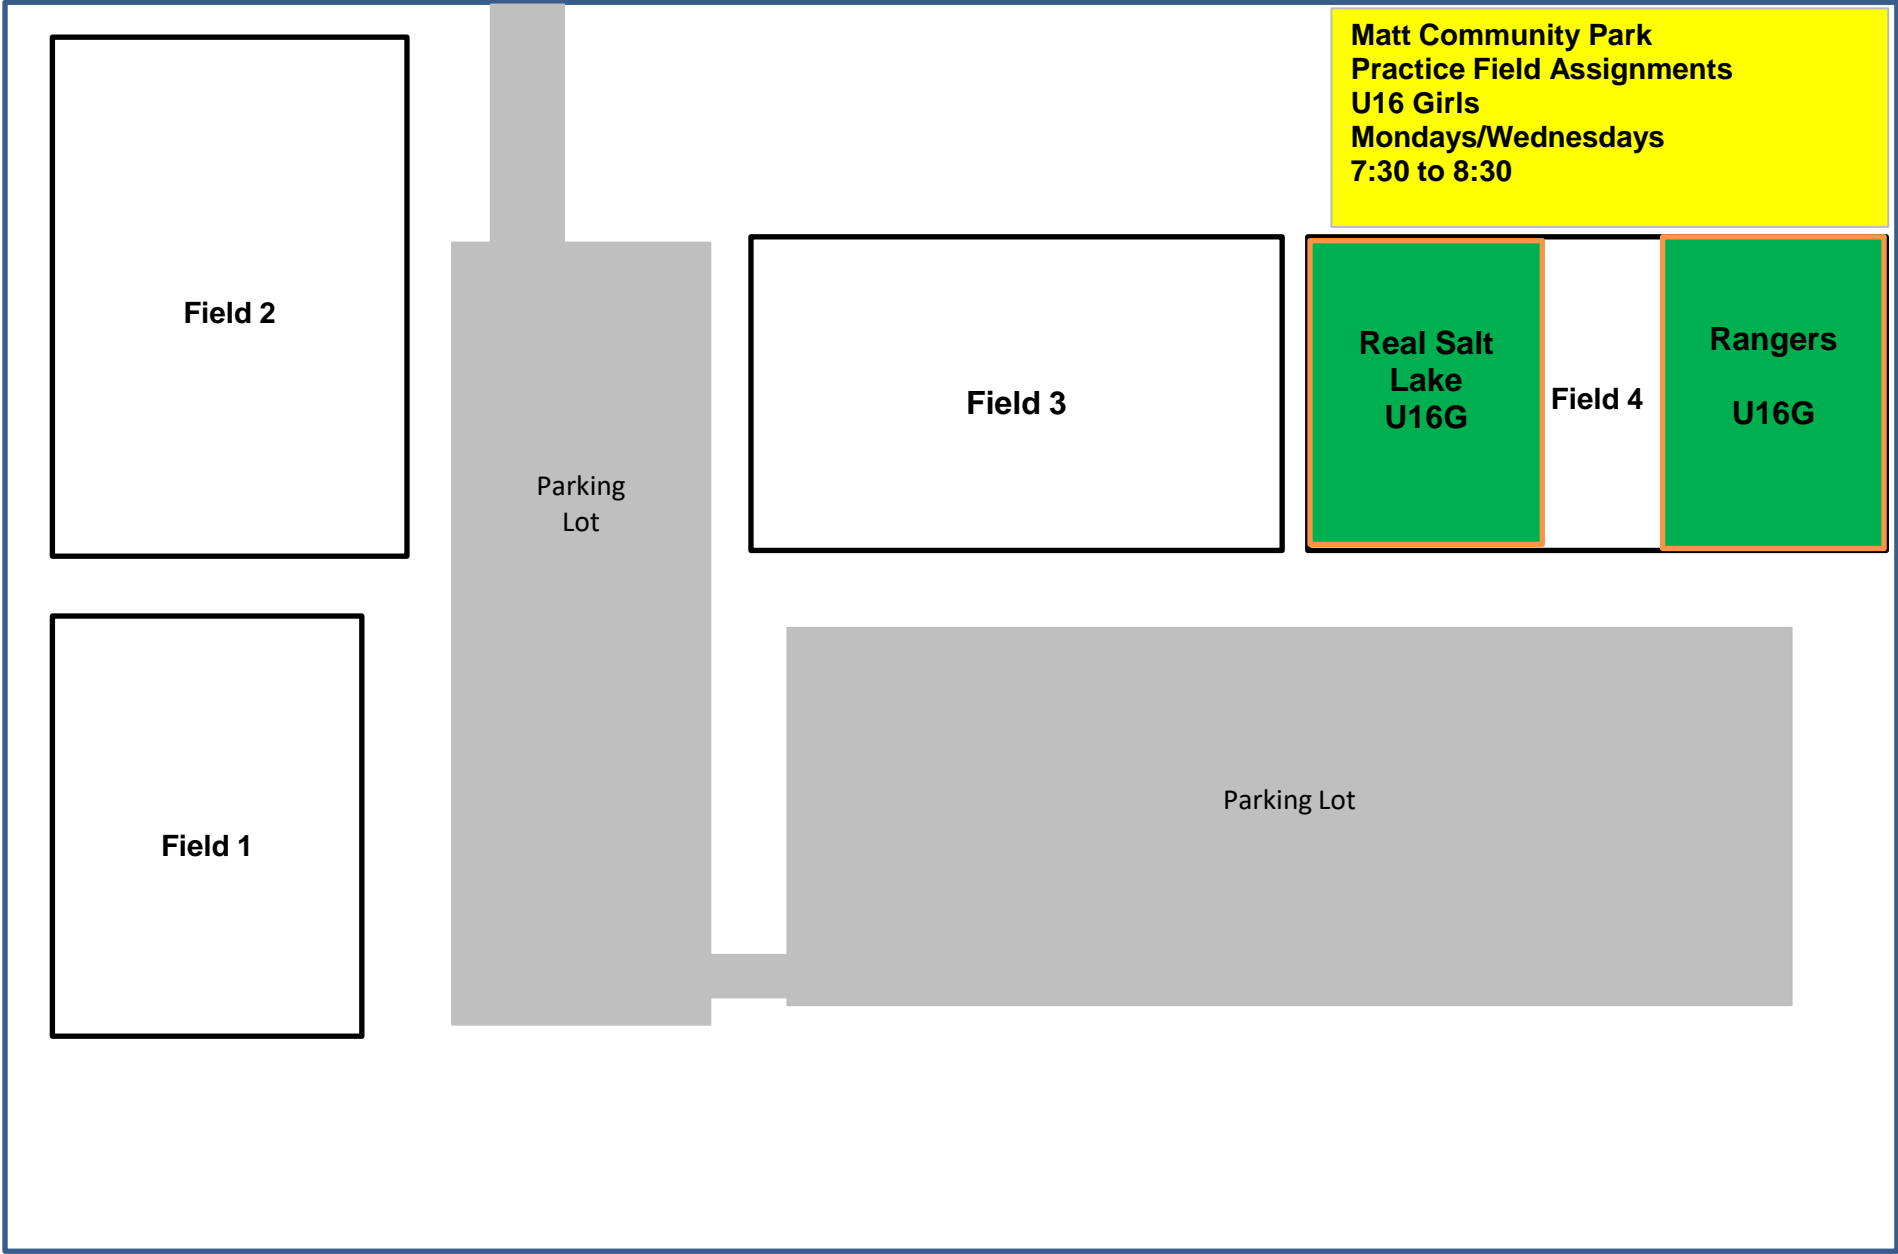 Matt Community Park
Practice Field Assignments
U16 Girls
Mondays/Wednesdays
7:30 to 8:30
Field 2
Parking
Lot
Field 3
Real Salt
Lake
U16G
Field 4
Rangers
U16G
Field 1
Parking Lot